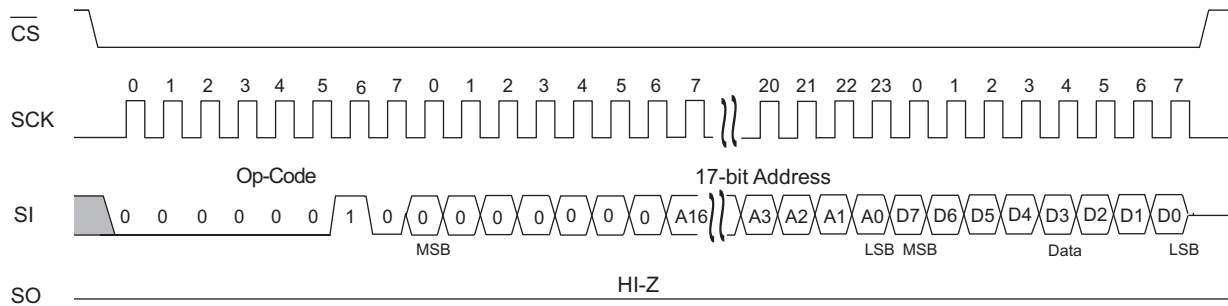 CS
0 1 2 3 4 5 6 7 0 1 2 3 4 5 6 7 20 21 22 23 0 1 2 3 4 5 6 7
SCK
Op-Code 17-bit Address
SI 0 0 0 0 0 0 1 0 0 0 0 0 0 0 0 A16 A3 A2 A1 A0 D7 D6 D5 D4 D3 D2 D1 D0
MSB LSB MSB Data LSB
HI-Z
SO